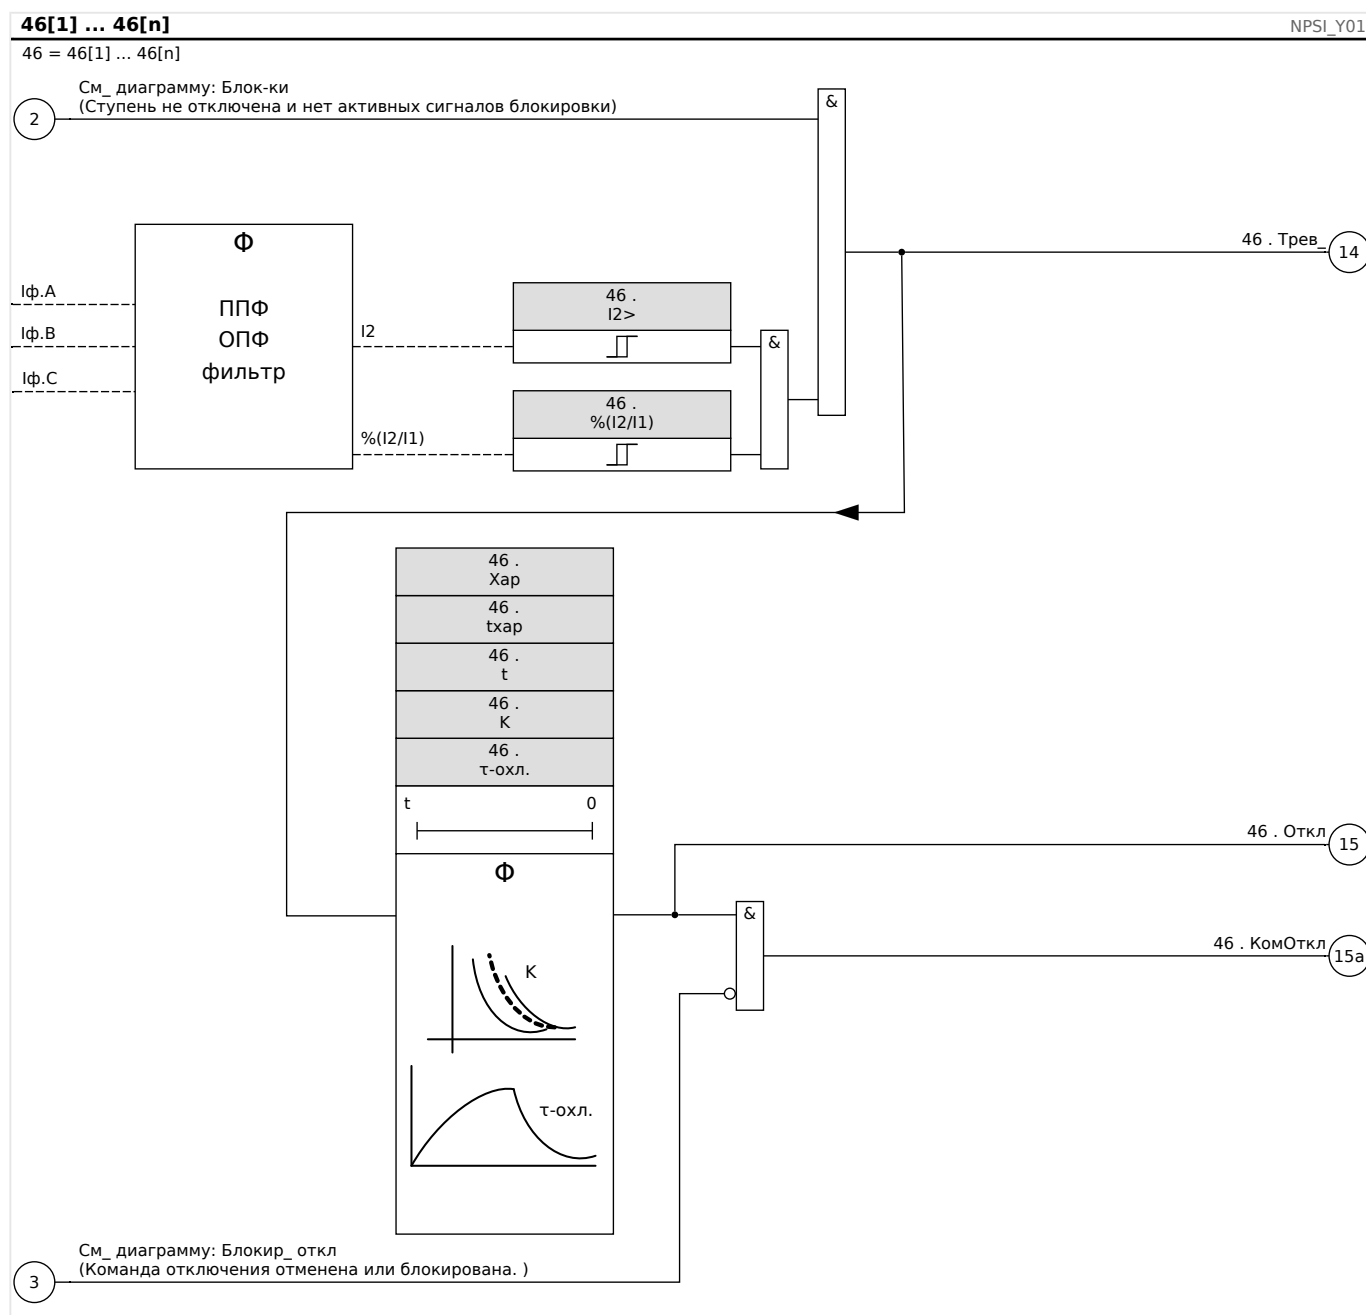 46[1] ... 46[n]
NPSI_Y01
46 = 46[1] ... 46[n]
См_ диаграмму: Блок-ки
(Ступень не отключена и нет активных сигналов блокировки)
2
&
46 . Трев_
14
Φ
ППФ
ОПФ
фильтр
Iф.A
Iф.B
Iф.C
I2
%(I2/I1)
46 .
I2>
46 .
%(I2/I1)
&
46 .
Хар
46 .
tхар
46 .
t
46 .
K
46 .
τ-охл.
t
0
Φ
K
τ-охл.
46 . Откл
15
&
46 . КомОткл
15a
См_ диаграмму: Блокир_ откл
(Команда отключения отменена или блокирована. )
3